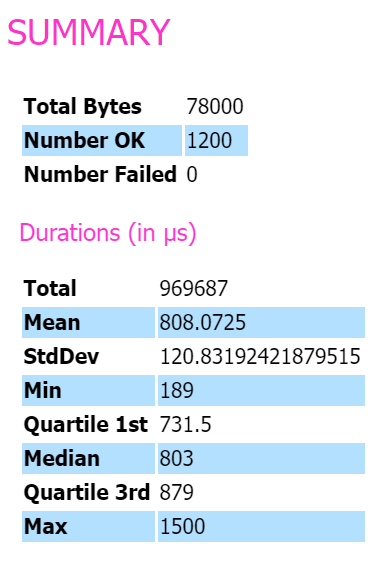 SUMMARY
Total Bytes 78000
Number OK 1200
Number Failed 0
Durations (in µs)
Total 969687
Mean 808.0725
StdDev 120.83192421879515
Min 189
Quartile 1st 731.5
Median 803
Quartile 3rd 879
Max 1500